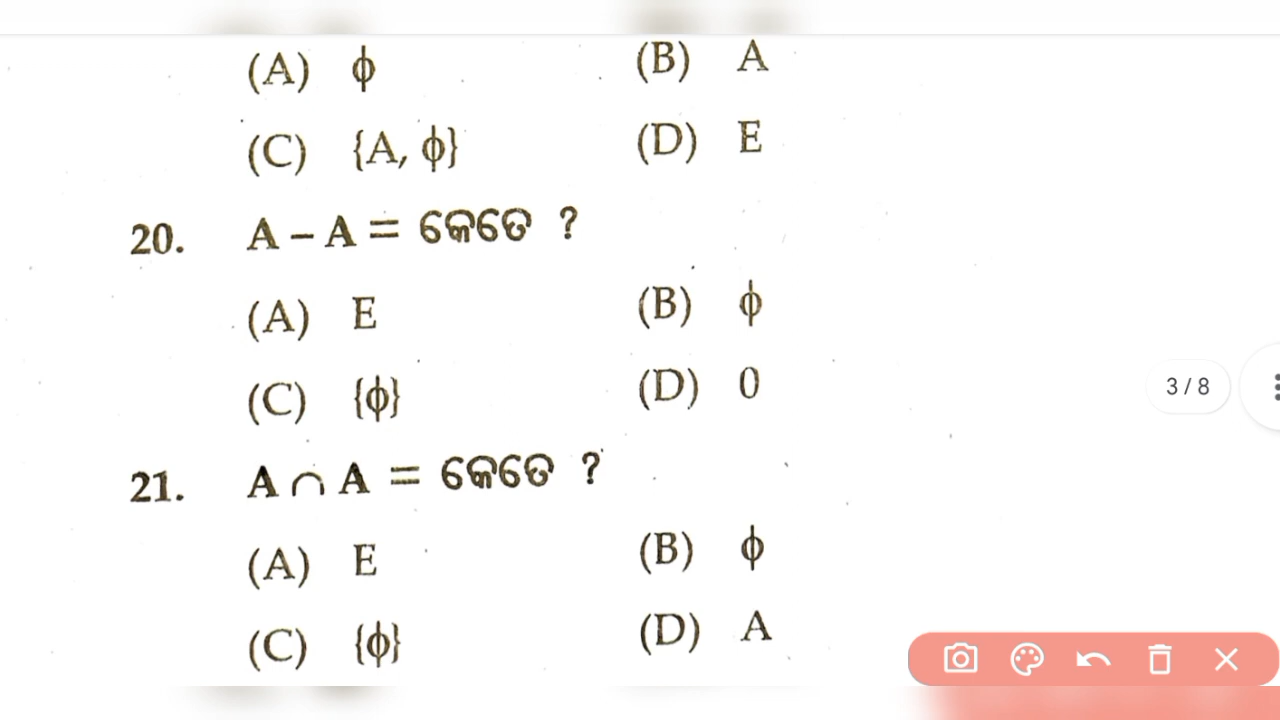 (A) ϕ (B) A
(C) {A, ϕ} (D) E
20. A – A = କେତେ ?
(A) E (B) ϕ
(C) {ϕ} (D) 0
21. A ∩ A = କେତେ ?
(A) E (B) ϕ
(C) {ϕ} (D) A
3 / 8